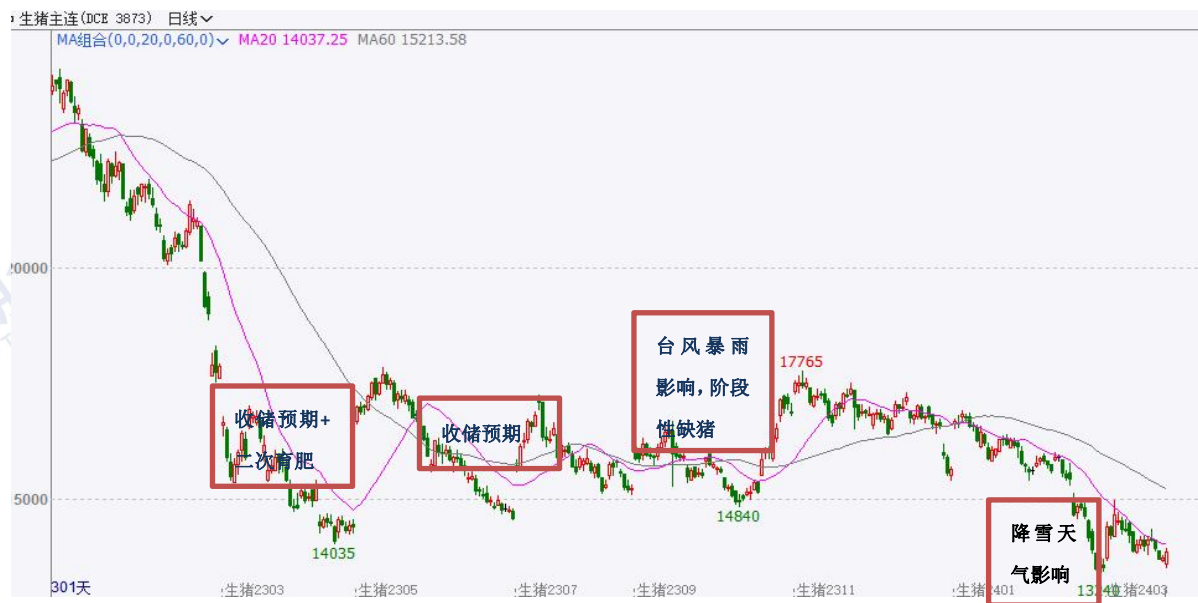 生猪主连(DCE 3873) 日线
MA组合(0,0,20,0,60,0) MA20 14037.25 MA60 15213.58
20000
台风暴雨
影响,阶段
性缺猪
17765
收储预期+
二次育肥
收储预期
5000
14840
14035
降雪天
气影响
301天
生猪2303
生猪2305
生猪2307
生猪2309
生猪2311
生猪2401
13240
生猪2403